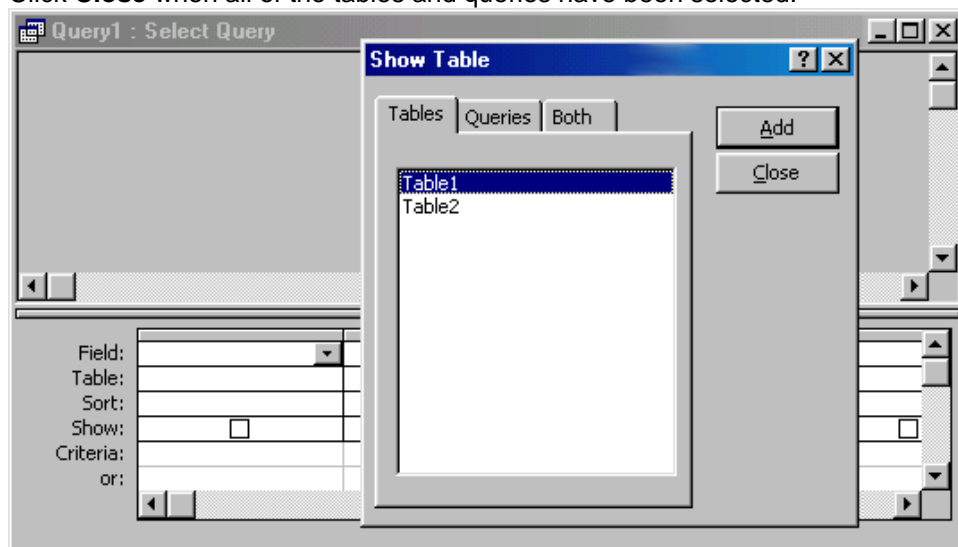 Click Close when all of the tables and queries have been selected.
Query1 : Select Query
Show Table
Tables Queries Both
Add
Close
Table1
Table2
Field:
Table:
Sort:
Show:
Criteria:
or: